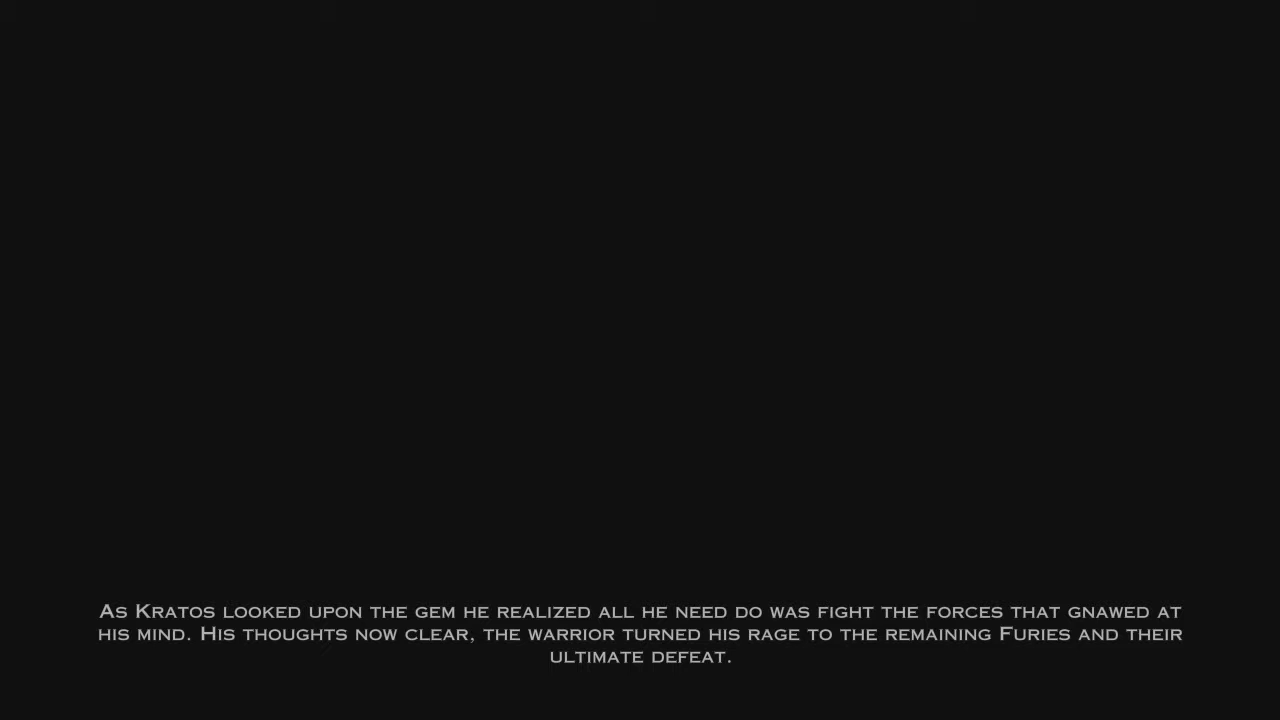 As Kratos looked upon the gem he realized all he need do was fight the forces that gnawed at
his mind. His thoughts now clear, the warrior turned his rage to the remaining Furies and their
ultimate defeat.